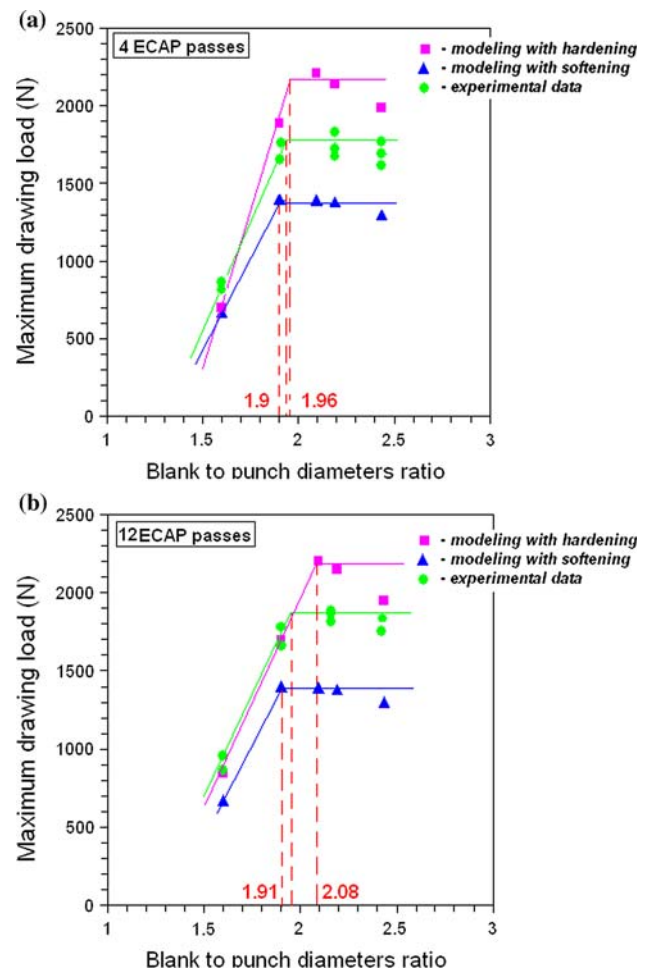 (a)
2500
4 ECAP passes
- modeling with hardening
- modeling with softening
- experimental data
2000
1500
1000
500
0
Maximum drawing load (N)
1.9
1.96
1
1.5
2
2.5
3
Blank to punch diameters ratio
(b)
2500
12ECAP passes
- modeling with hardening
- modeling with softening
- experimental data
2000
1500
1000
500
0
Maximum drawing load (N)
1.91
2.08
1
1.5
2
2.5
3
Blank to punch diameters ratio